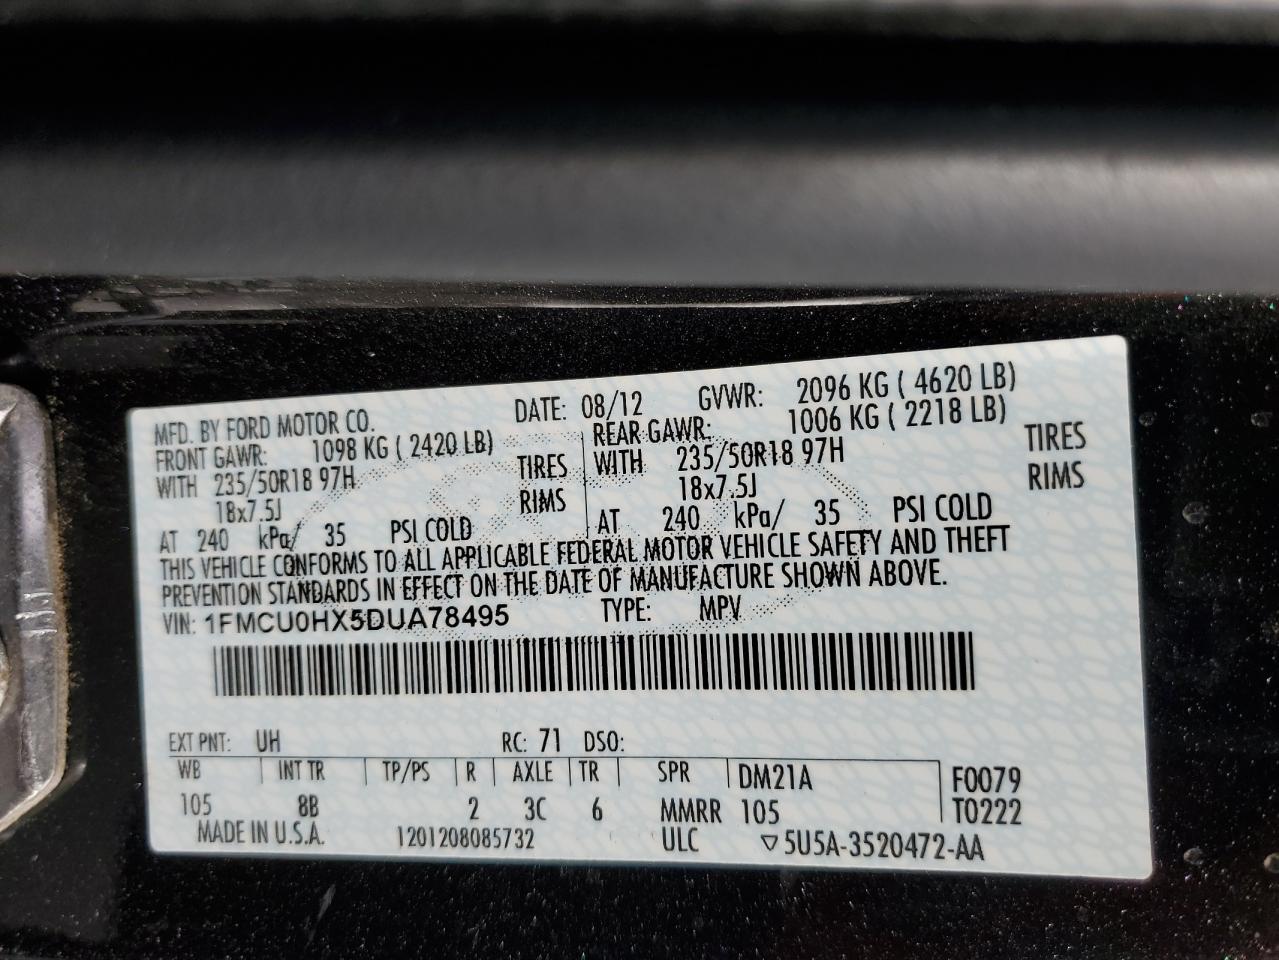 MFD. BY FORD MOTOR CO. DATE: 08/12 GVWR: 2096 KG ( 4620 LB)
FRONT GAWR: 1098 KG ( 2420 LB) REAR GAWR: 1006 KG ( 2218 LB)
WITH 235/50R18 97H TIRES WITH 235/50R18 97H TIRES
18x7.5J RIMS 18x7.5J RIMS
AT 240 kPa/ 35 PSI COLD AT 240 kPa/ 35 PSI COLD
THIS VEHICLE CONFORMS TO ALL APPLICABLE FEDERAL MOTOR VEHICLE SAFETY AND THEFT
PREVENTION STANDARDS IN EFFECT ON THE DATE OF MANUFACTURE SHOWN ABOVE.
VIN: 1FMCU0HX5DUA78495 TYPE: MPV
EXT PNT: UH RC: 71 DSO:
WB INT TR TP/PS R AXLE TR SPR DM21A F0079
105 8B 2 3C 6 MMRR 105 T0222
MADE IN U.S.A. 1201208085732 ULC ▽5U5A-3520472-AA